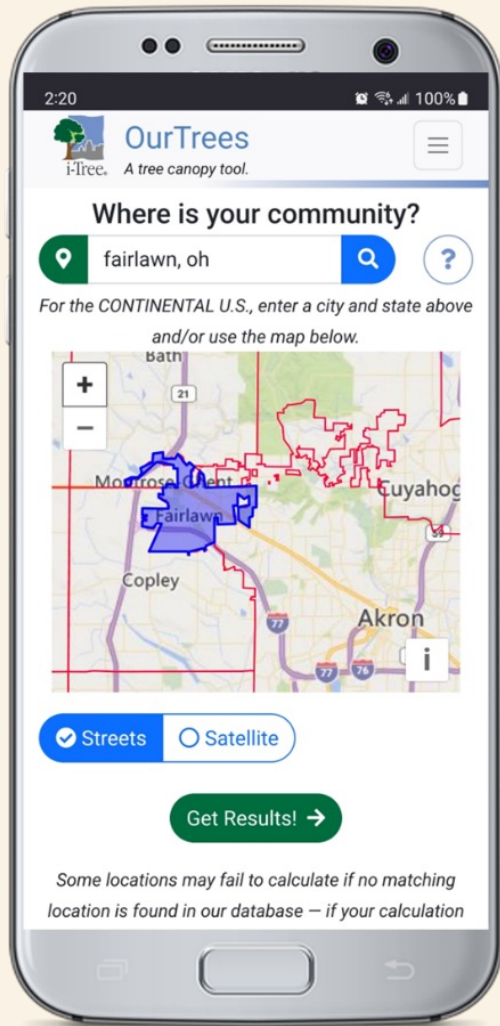 2:20
100%
i-Tree®
OurTrees
A tree canopy tool.
Where is your community?
fairlawn, oh
?
For the CONTINENTAL U.S., enter a city and state above
and/or use the map below.
+
−
Bath
21
Cuyahog
Fairlawn
Copley
Akron
77
77
76
i
Streets
Satellite
Get Results! →
Some locations may fail to calculate if no matching
location is found in our database — if your calculation